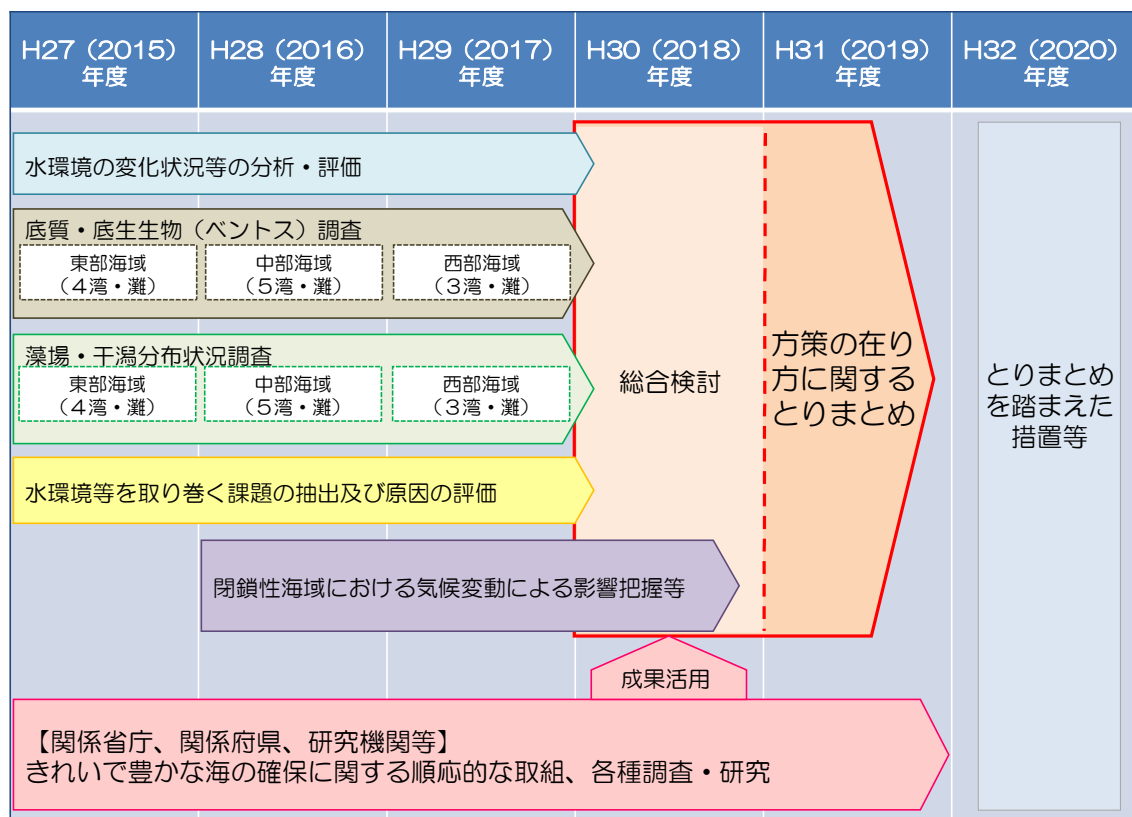 H27（2015）
年度
H28（2016）
年度
H29（2017）
年度
H30（2018）
年度
H31（2019）
年度
H32（2020）
年度
水環境の変化状況等の分析・評価
底質・底生生物（ベントス）調査
東部海域
（４湾・灘）
中部海域
（５湾・灘）
西部海域
（３湾・灘）
藻場・干潟分布状況調査
東部海域
（４湾・灘）
中部海域
（５湾・灘）
西部海域
（３湾・灘）
水環境等を取り巻く課題の抽出及び原因の評価
閉鎖性海域における気候変動による影響把握等
総合検討
方策の在り
方に関する
とりまとめ
とりまとめ
を踏まえた
措置等
成果活用
【関係省庁、関係府県、研究機関等】
きれいで豊かな海の確保に関する順応的な取組、各種調査・研究